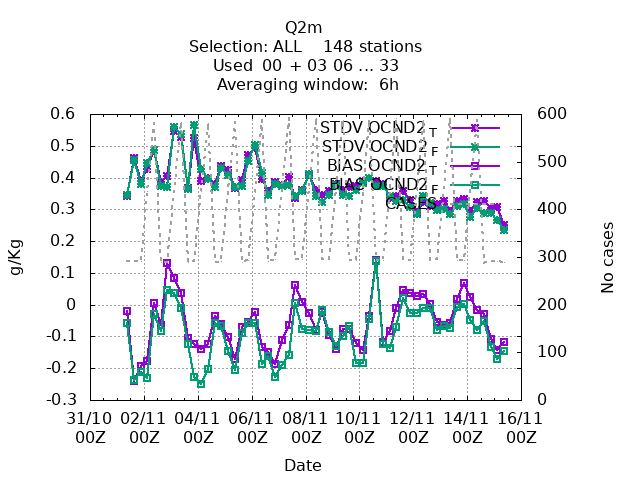 Q2m
Selection: ALL 148 stations
Used 00 + 03 06 ... 33
Averaging window: 6h
0.6 600
STDV OCND2 T
0.5 500
STDV OCND2 F
BIAS OCND2 T
BIAS OCND2 F
0.4 400
CASES
0.3
0.2 300
0.1
0 200
-0.1 100
-0.2
-0.3 0
g/Kg
No cases
31/10 02/11 04/11 06/11 08/11 10/11 12/11 14/11 16/11
00Z 00Z 00Z 00Z 00Z 00Z 00Z 00Z 00Z
Date